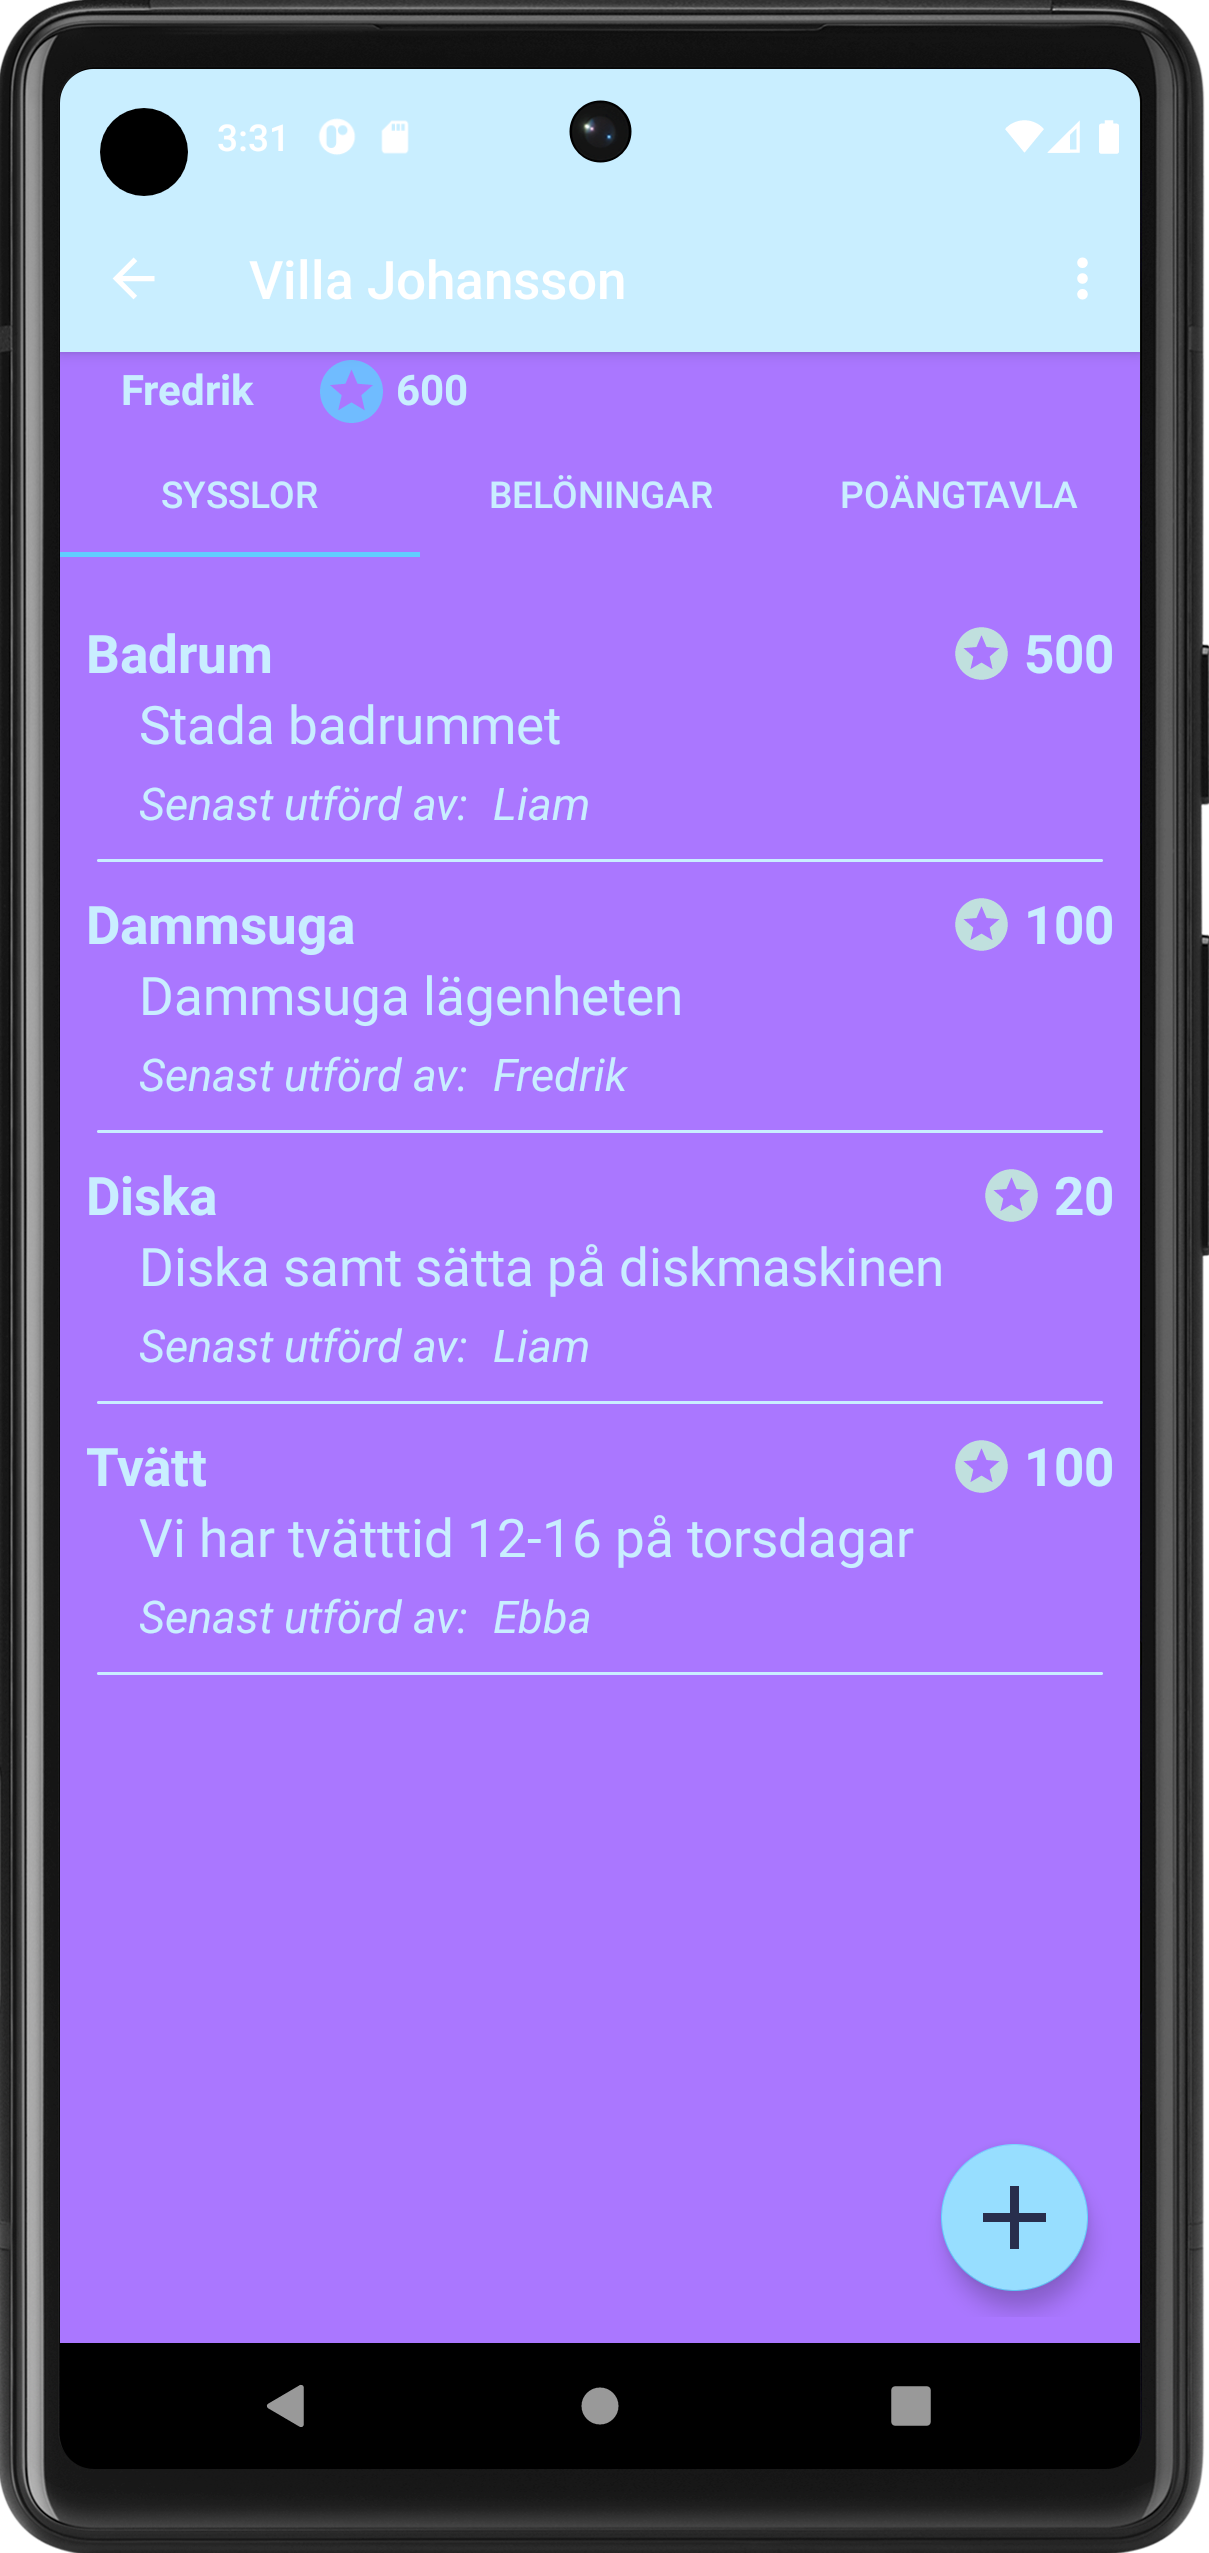 3:31
Villa Johansson
Fredrik 600
SYSSLOR BELÖNINGAR POÄNGTAVLA
Badrum 500
Stada badrummet
Senast utförd av: Liam
Dammsuga 100
Dammsuga lägenheten
Senast utförd av: Fredrik
Diska 20
Diska samt sätta på diskmaskinen
Senast utförd av: Liam
Tvätt 100
Vi har tvätttid 12-16 på torsdagar
Senast utförd av: Ebba